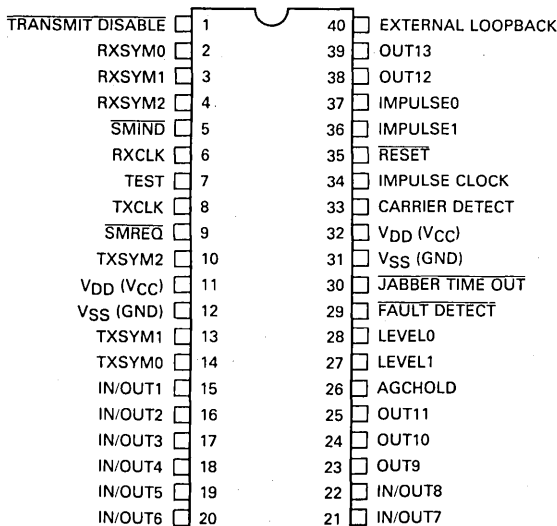 TRANSMIT DISABLE 1 40 EXTERNAL LOOPBACK
RXSYM0 2 39 OUT13
RXSYM1 3 38 OUT12
RXSYM2 4 37 IMPULSE0
SMIND 5 36 IMPULSE1
RXCLK 6 35 RESET
TEST 7 34 IMPULSE CLOCK
TXCLK 8 33 CARRIER DETECT
SMREQ 9 32 VDD (VCC)
TXSYM2 10 31 VSS (GND)
VDD (VCC) 11 30 JABBER TIME OUT
VSS (GND) 12 29 FAULT DETECT
TXSYM1 13 28 LEVEL0
TXSYM0 14 27 LEVEL1
IN/OUT1 15 26 AGCHOLD
IN/OUT2 16 25 OUT11
IN/OUT3 17 24 OUT10
IN/OUT4 18 23 OUT9
IN/OUT5 19 22 IN/OUT8
IN/OUT6 20 21 IN/OUT7